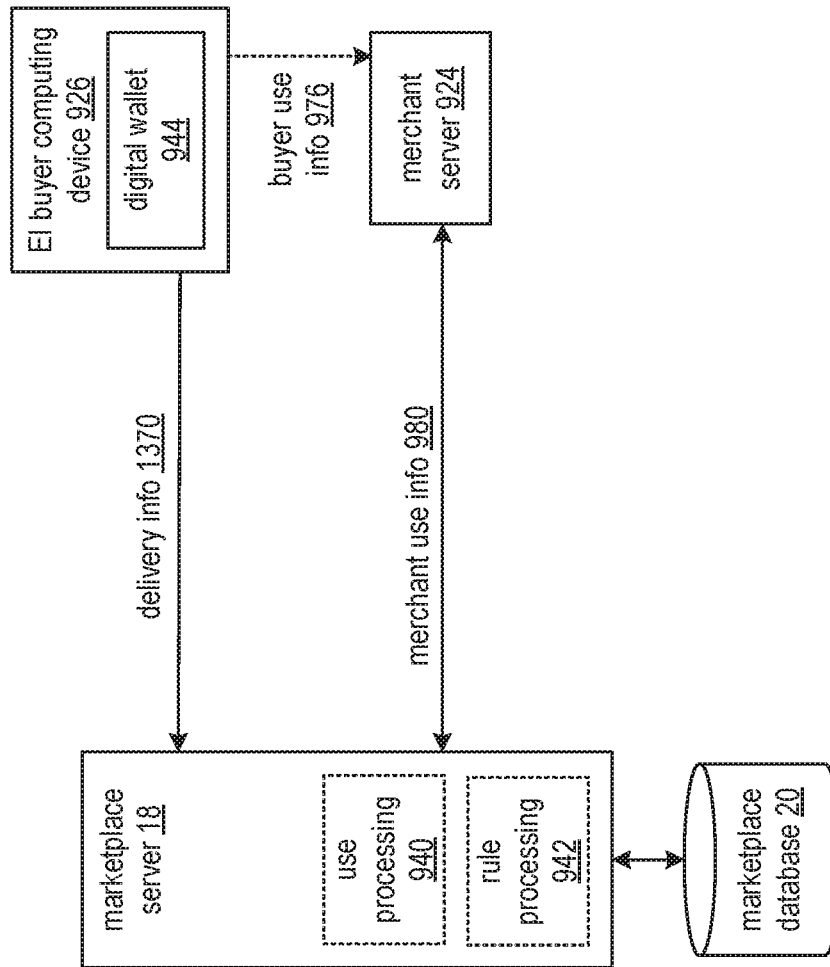 marketplace
server 18
use
processing
940
rule
processing
942
marketplace
database 20
delivery info 1370
merchant use info 980
EI buyer computing
device 926
digital wallet
944
buyer use
info 976
merchant
server 924